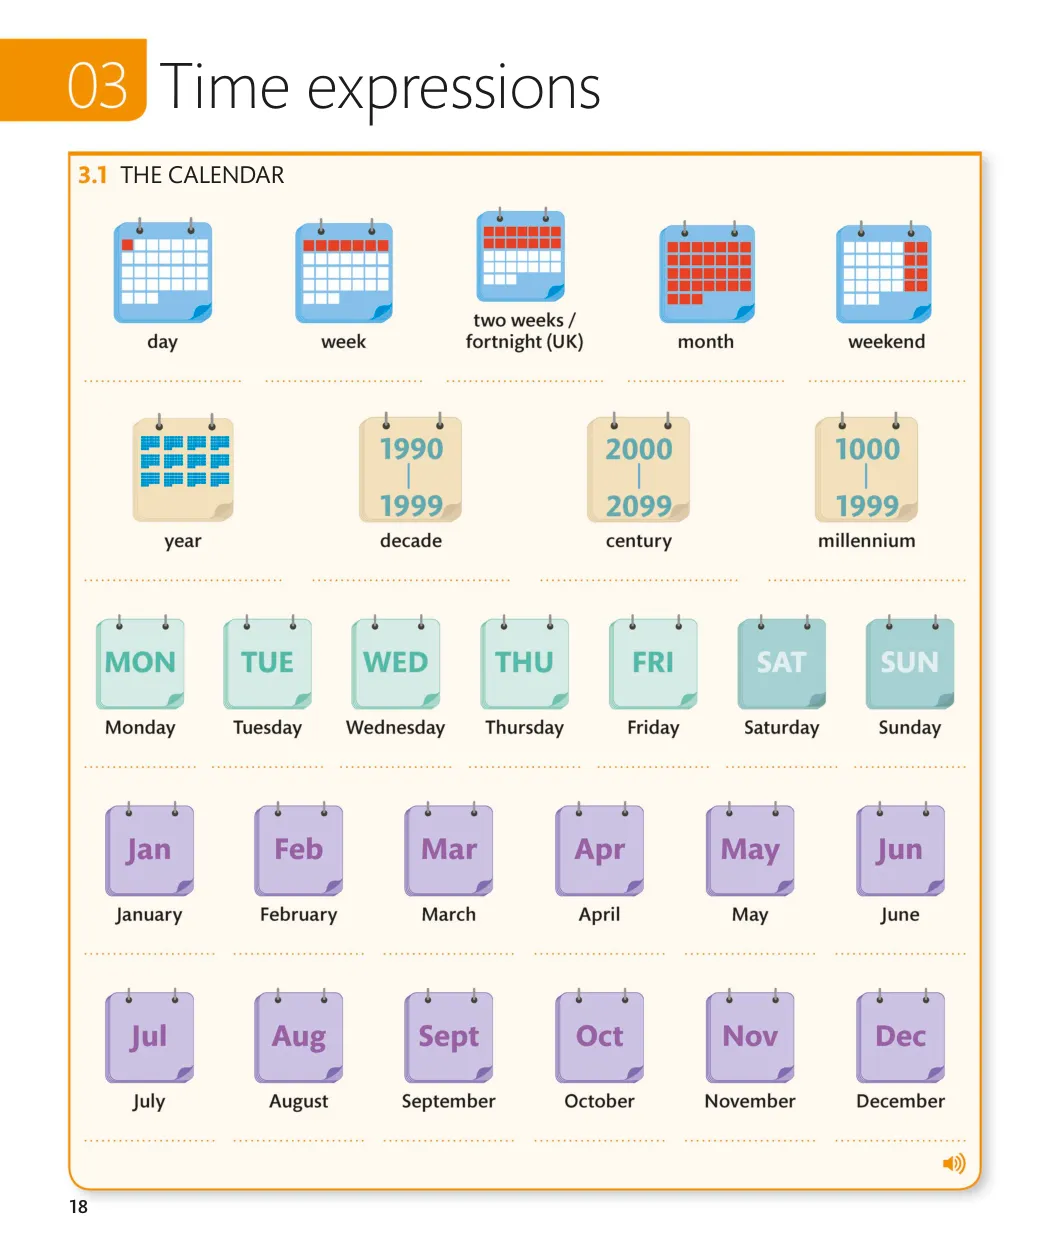 03 Time expressions
3.1 THE CALENDAR
day
week
two weeks /
fortnight (UK)
month
weekend
1990
1999
2000
2099
1000
1999
year
decade
century
millennium
MON
TUE
WED
THU
FRI
SAT
SUN
Monday
Tuesday
Wednesday
Thursday
Friday
Saturday
Sunday
Jan
Feb
Mar
Apr
May
Jun
January
February
March
April
May
June
Jul
Aug
Sept
Oct
Nov
Dec
July
August
September
October
November
December
18